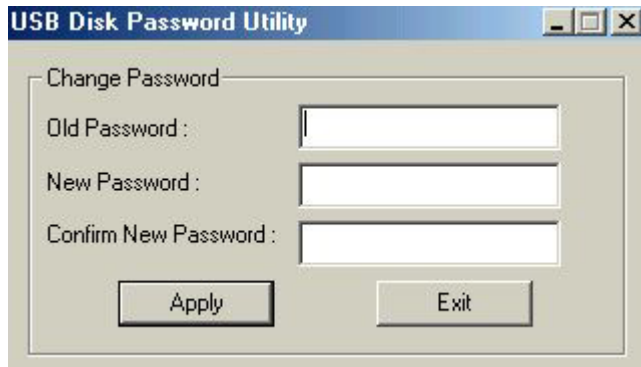 USB Disk Password Utility
Change Password
Old Password :
New Password :
Confirm New Password :
Apply Exit